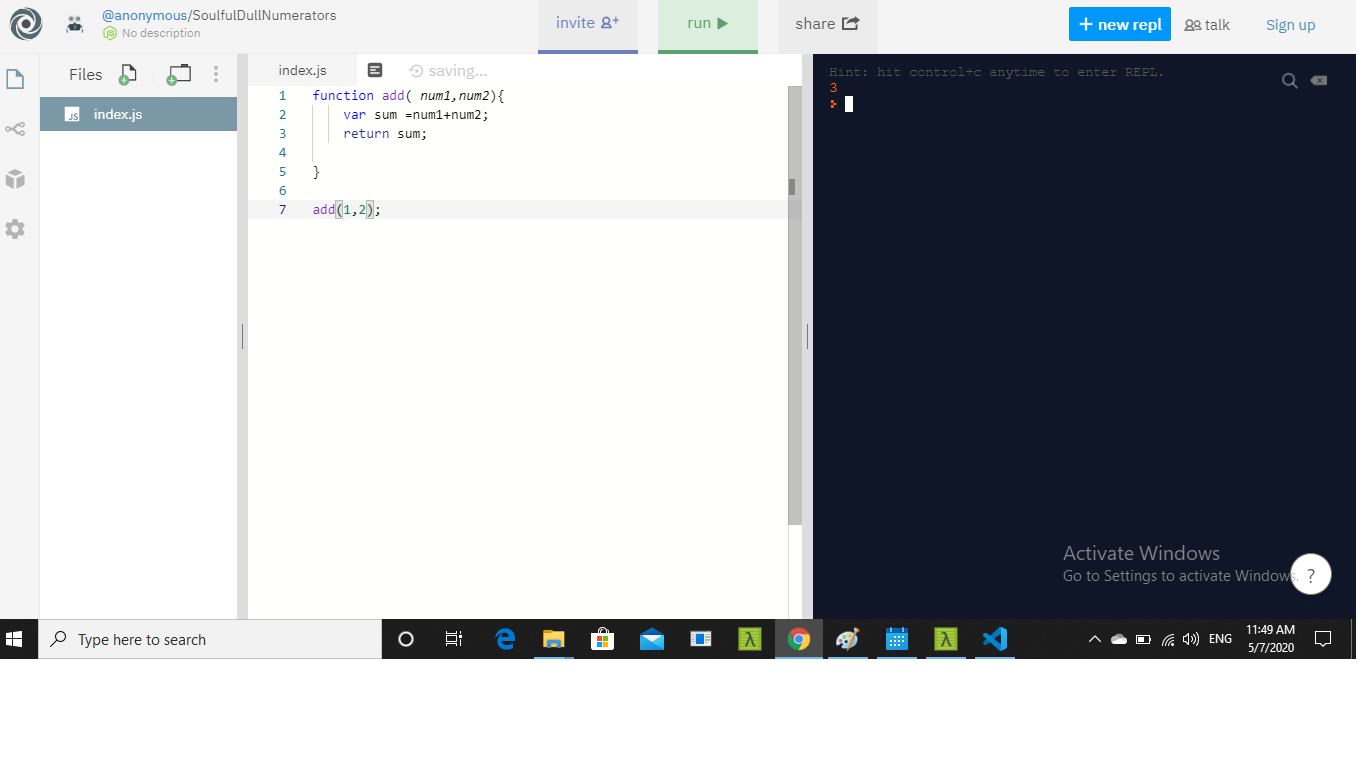 @anonymous/SoulfulDullNumerators
No description
invite
run
share
+ new repl
talk
Sign up
Files
index.js
index.js
saving...
1 function add( num1,num2){
2 var sum =num1+num2;
3 return sum;
4
5 }
6
7 add(1,2);
Hint: hit control+c anytime to enter REPL.
3
>
Activate Windows
Go to Settings to activate Windows.
?
Type here to search
ENG
11:49 AM
5/7/2020